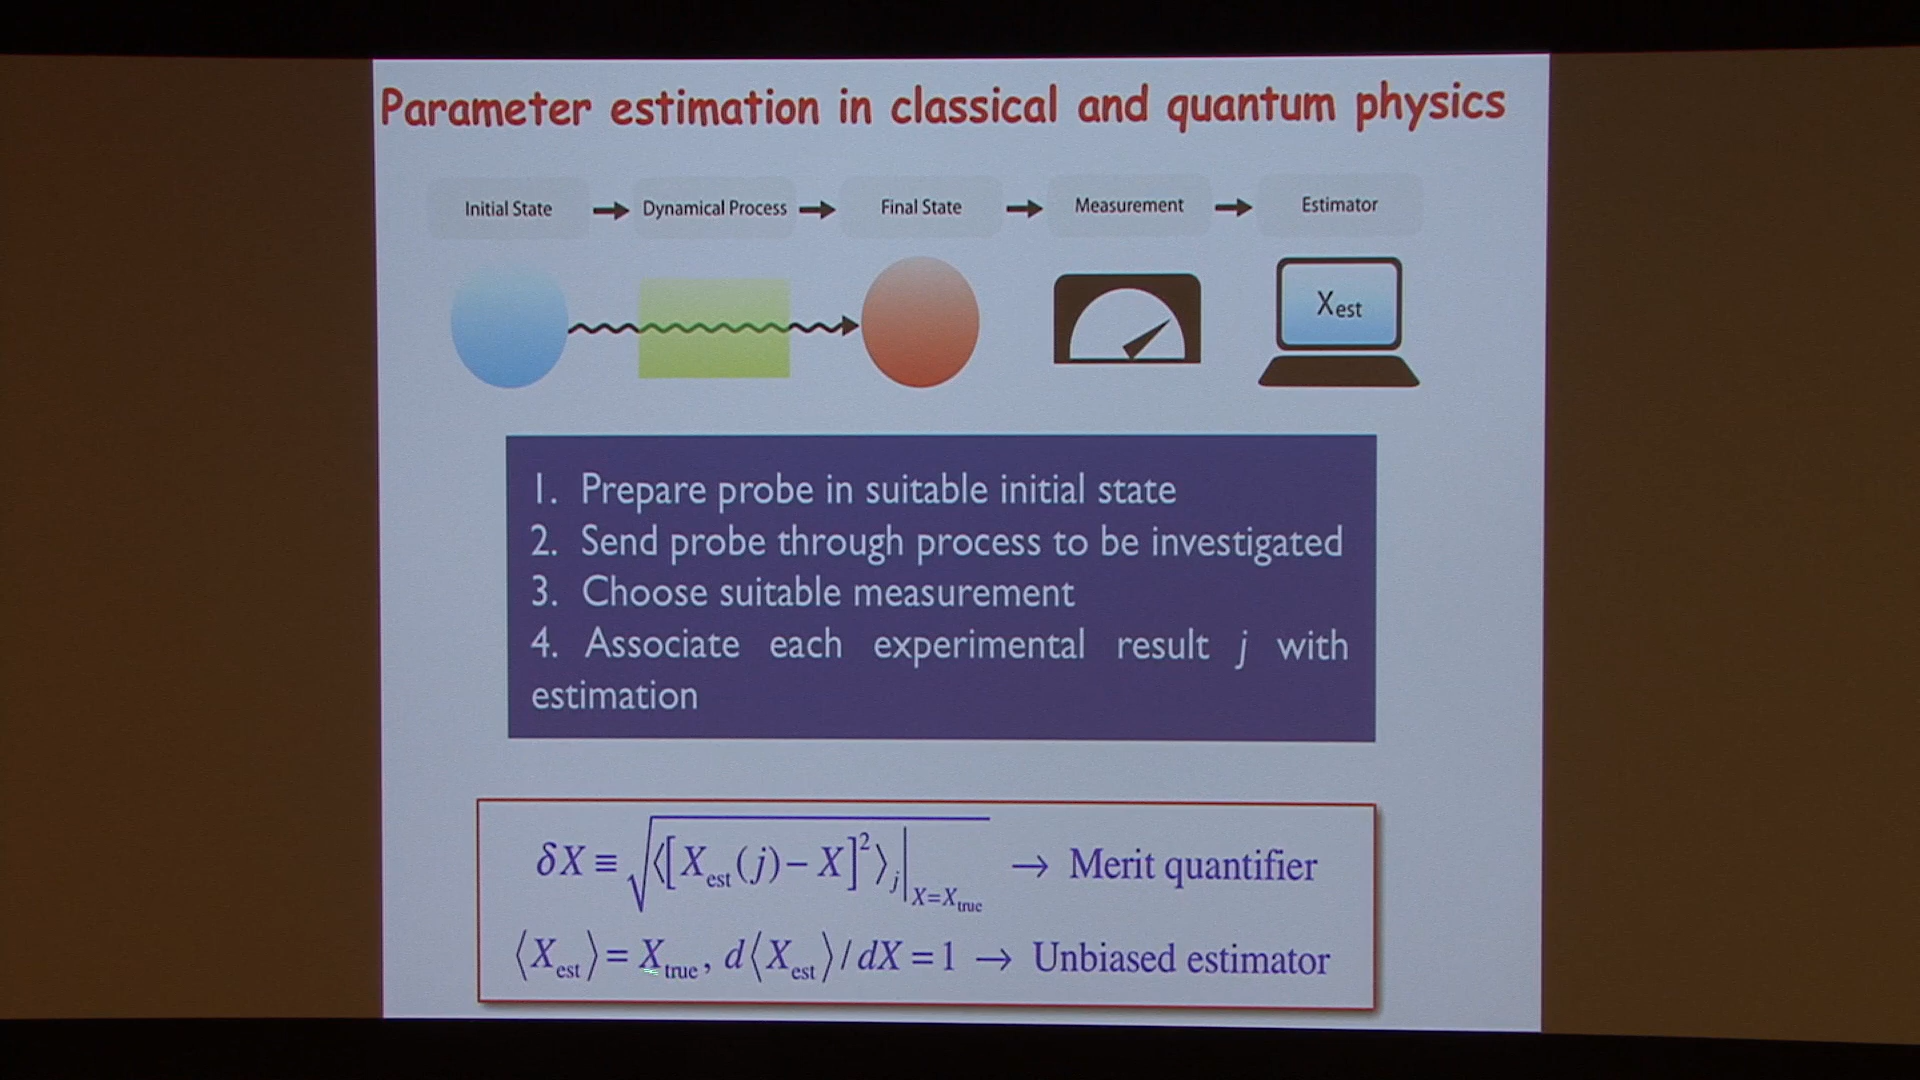 Parameter estimation in classical and quantum physics
Initial State → Dynamical Process → Final State → Measurement → Estimator
Xest
1. Prepare probe in suitable initial state
2. Send probe through process to be investigated
3. Choose suitable measurement
4. Associate each experimental result j with
estimation
δX ≡ √⟨[X_est(j) − X]²⟩_j|_X=X_true → Merit quantifier
⟨X_est⟩ = X_true, d⟨X_est⟩/dX = 1 → Unbiased estimator